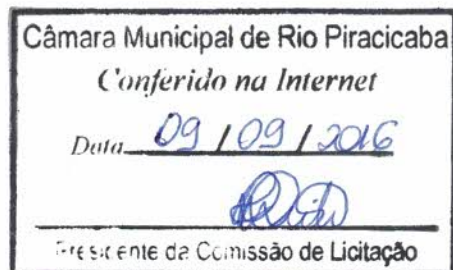 Câmara Municipal de Rio Piracicaba
Conferido na Internet
Data 09 / 09 / 2016
Presidente da Comissão de Licitação